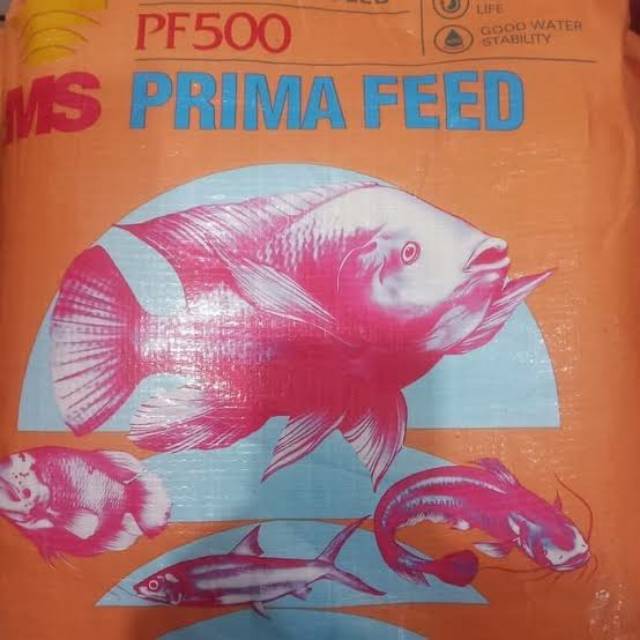 PF500
LIFE
GOOD WATER
STABILITY
MS PRIMA FEED